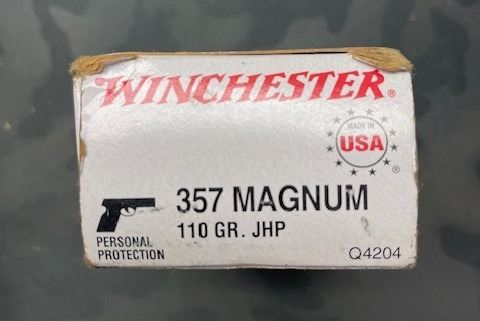 WINCHESTER®
MADE IN
USA
®
357 MAGNUM
110 GR. JHP
PERSONAL
PROTECTION
Q4204